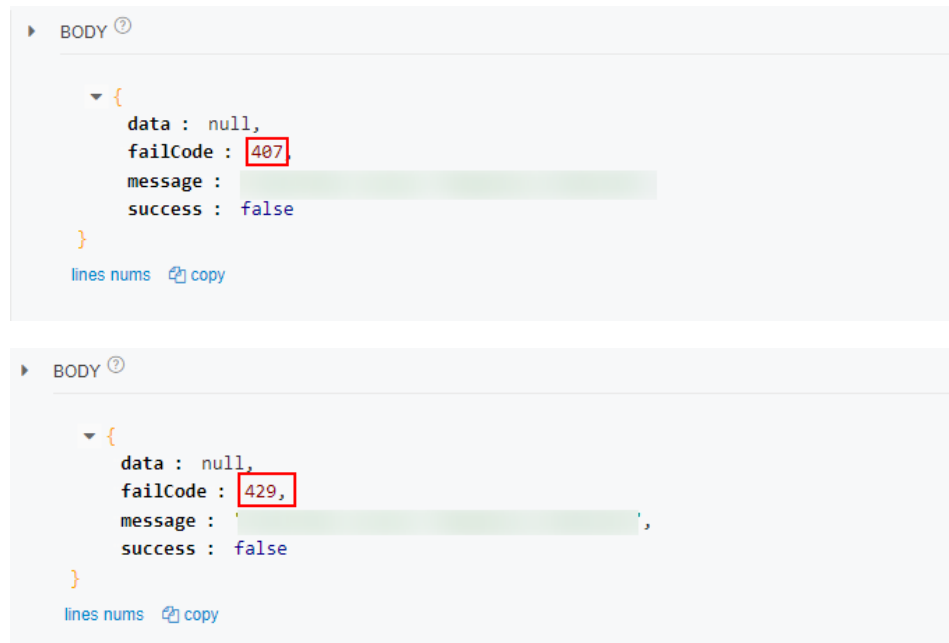 BODY ?
{
data : null,
failCode : 407,
message :
success : false
}
lines nums copy
BODY ?
{
data : null,
failCode : 429,
message : ' ',
success : false
}
lines nums copy